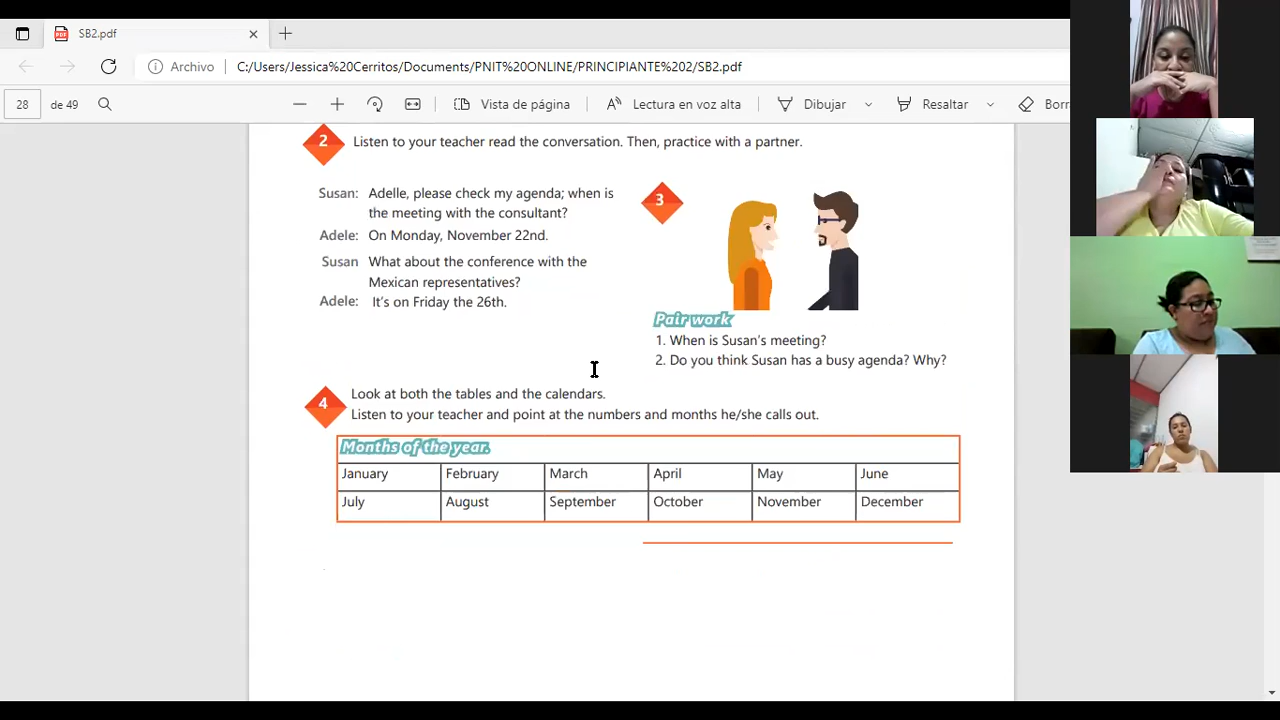 SB2.pdf
Archivo
C:/Users/Jessica%20Cerritos/Documents/PNIT%20ONLINE/PRINCIPIANTE%202/SB2.pdf
28 de 49
Vista de página
Lectura en voz alta
Dibujar
Resaltar
Borr
2
Listen to your teacher read the conversation. Then, practice with a partner.
Susan: Adelle, please check my agenda; when is
the meeting with the consultant?
Adele: On Monday, November 22nd.
Susan What about the conference with the
Mexican representatives?
Adele: It's on Friday the 26th.
3
Pair work
1. When is Susan's meeting?
2. Do you think Susan has a busy agenda? Why?
4
Look at both the tables and the calendars.
Listen to your teacher and point at the numbers and months he/she calls out.
Months of the year.
January February March April May June
July August September October November December